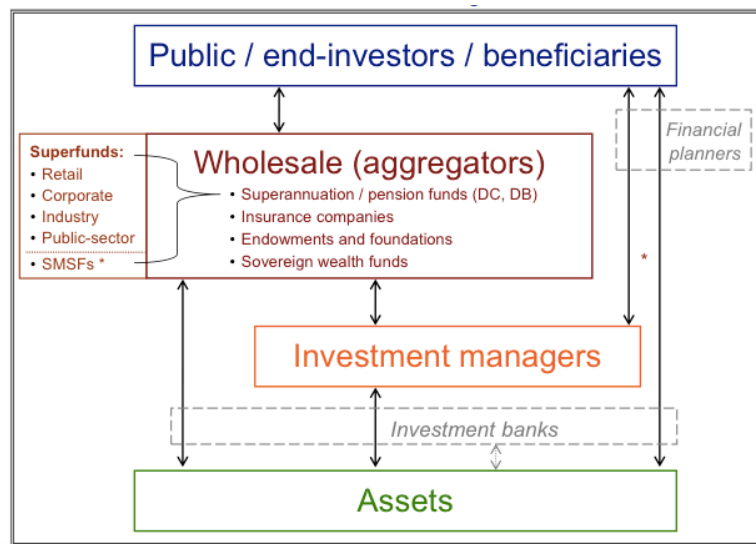 Public / end-investors / beneficiaries
Financial
planners
Superfunds:
• Retail
• Corporate
• Industry
• Public-sector
• SMSFs *
Wholesale (aggregators)
• Superannuation / pension funds (DC, DB)
• Insurance companies
• Endowments and foundations
• Sovereign wealth funds
*
Investment managers
Investment banks
Assets